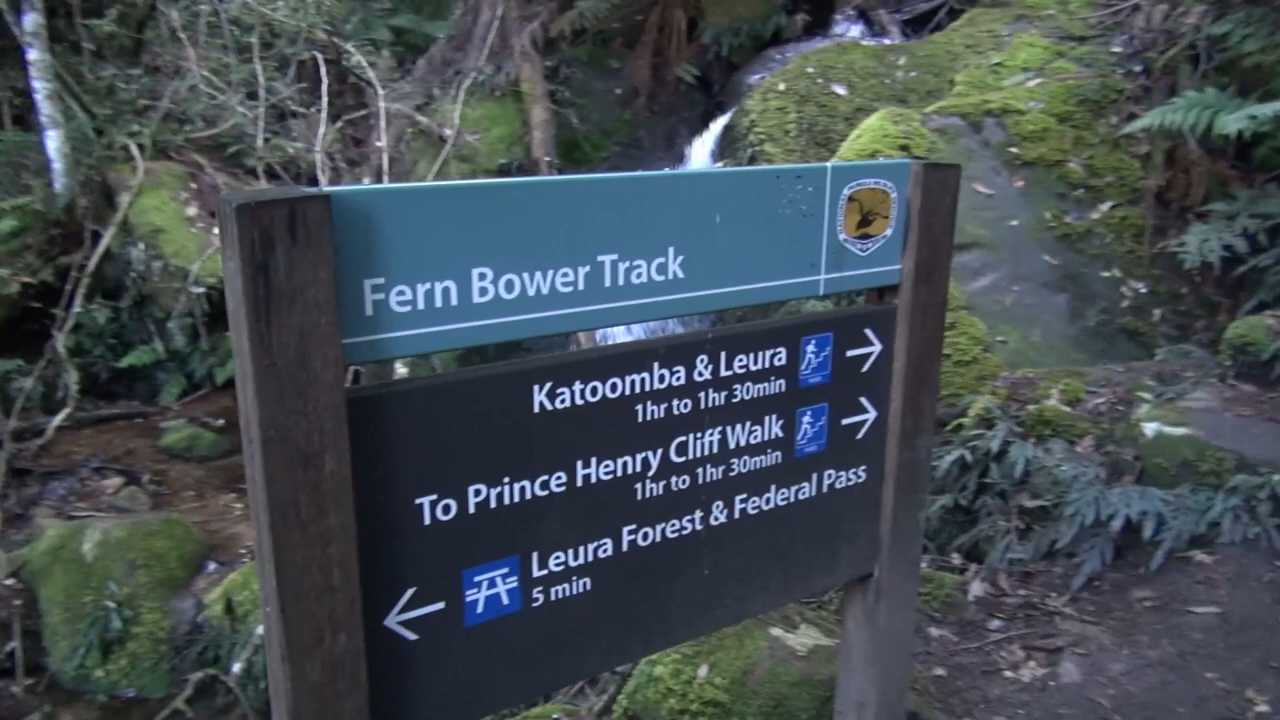 Fern Bower Track
Katoomba & Leura
1hr to 1hr 30min
To Prince Henry Cliff Walk
1hr to 1hr 30min
Leura Forest & Federal Pass
5 min